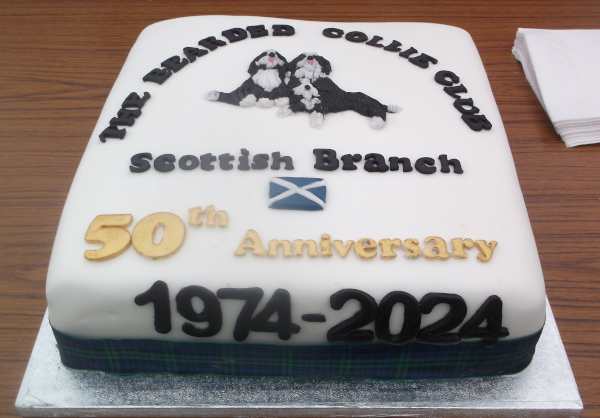 THE BEARDED COLLIE CLUB
Scottish Branch
50th Anniversary
1974-2024